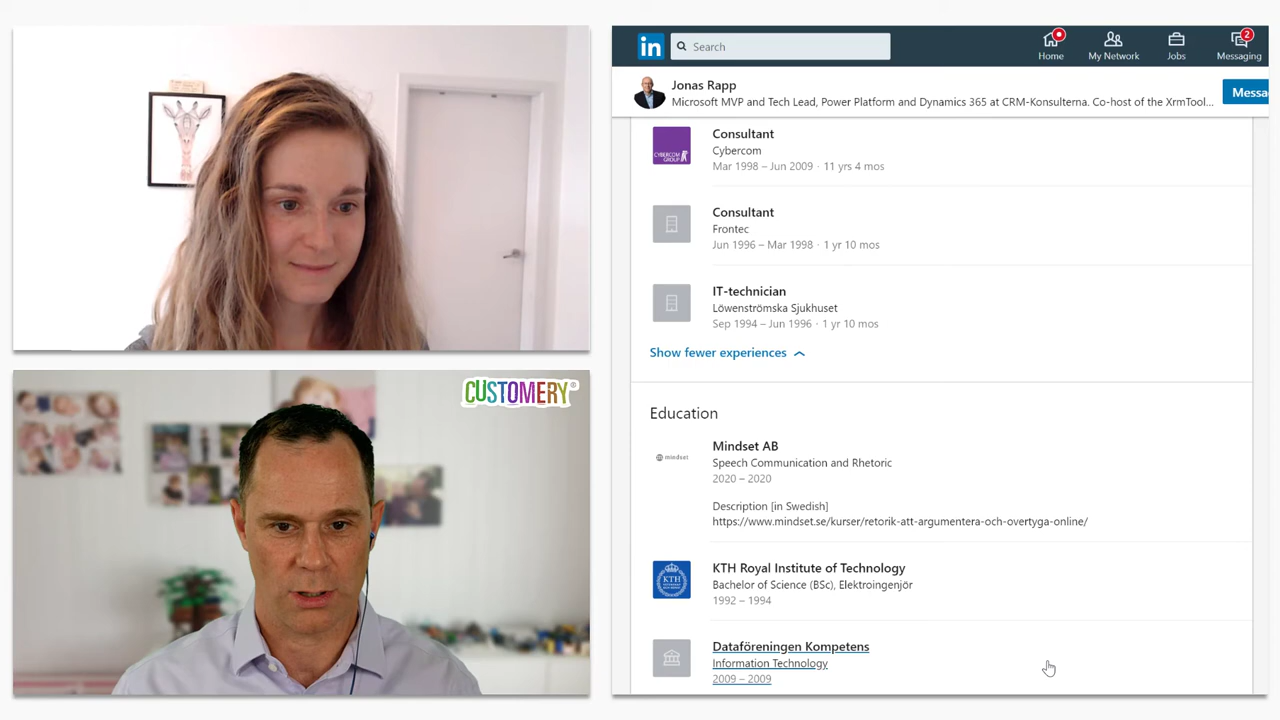 CUSTOMERY®
in
Search
Home
My Network
Jobs
2
Messaging
Jonas Rapp
Microsoft MVP and Tech Lead, Power Platform and Dynamics 365 at CRM-Konsulterna. Co-host of the XrmTool...
Messa
CYBERCOM GROUP
Consultant
Cybercom
Mar 1998 – Jun 2009 · 11 yrs 4 mos
Consultant
Frontec
Jun 1996 – Mar 1998 · 1 yr 10 mos
IT-technician
Löwenströmska Sjukhuset
Sep 1994 – Jun 1996 · 1 yr 10 mos
Show fewer experiences
Education
mindset
Mindset AB
Speech Communication and Rhetoric
2020 – 2020
Description [in Swedish]
https://www.mindset.se/kurser/retorik-att-argumentera-och-overtyga-online/
KTH
KTH Royal Institute of Technology
Bachelor of Science (BSc), Elektroingenjör
1992 – 1994
Dataföreningen Kompetens
Information Technology
2009 – 2009